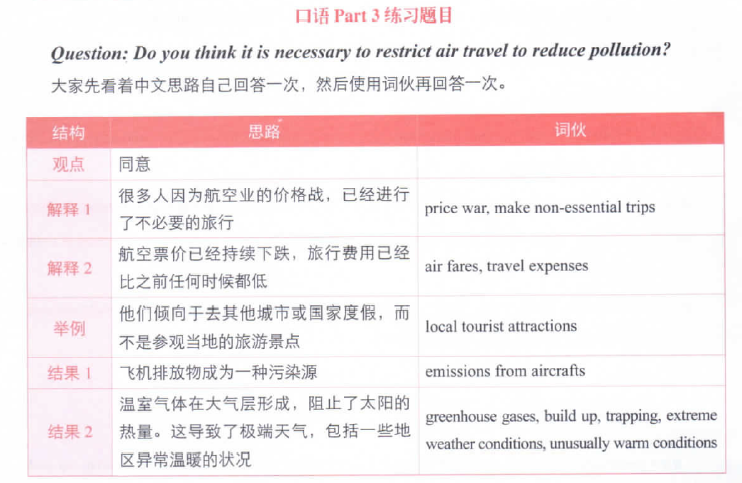 口语 Part 3 练习题目
Question: Do you think it is necessary to restrict air travel to reduce pollution?
大家先看着中文思路自己回答一次，然后使用词伙再回答一次。
结构 思路 词伙
观点 同意
解释 1 很多人因为航空业的价格战，已经进行 price war, make non-essential trips
了不必要的旅行
解释 2 航空票价已经持续下跌，旅行费用已经 air fares, travel expenses
比之前任何时候都低
举例 他们倾向于去其他城市或国家度假，而 local tourist attractions
不是参观当地的旅游景点
结果 1 飞机排放物成为一种污染源 emissions from aircrafts
结果 2 温室气体在大气层形成，阻止了太阳的 greenhouse gases, build up, trapping, extreme
热量。这导致了极端天气，包括一些地 weather conditions, unusually warm conditions
区异常温暖的状况